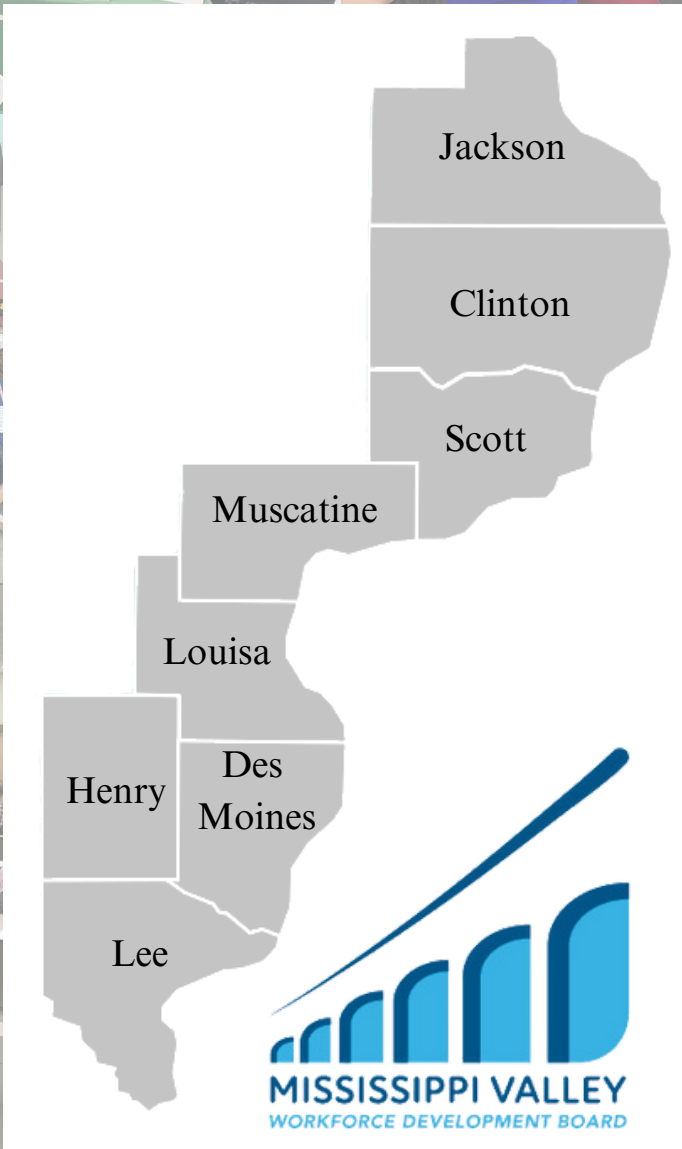 Jackson
Clinton
Scott
Muscatine
Louisa
Henry
Des
Moines
Lee
MISSISSIPPI VALLEY
WORKFORCE DEVELOPMENT BOARD